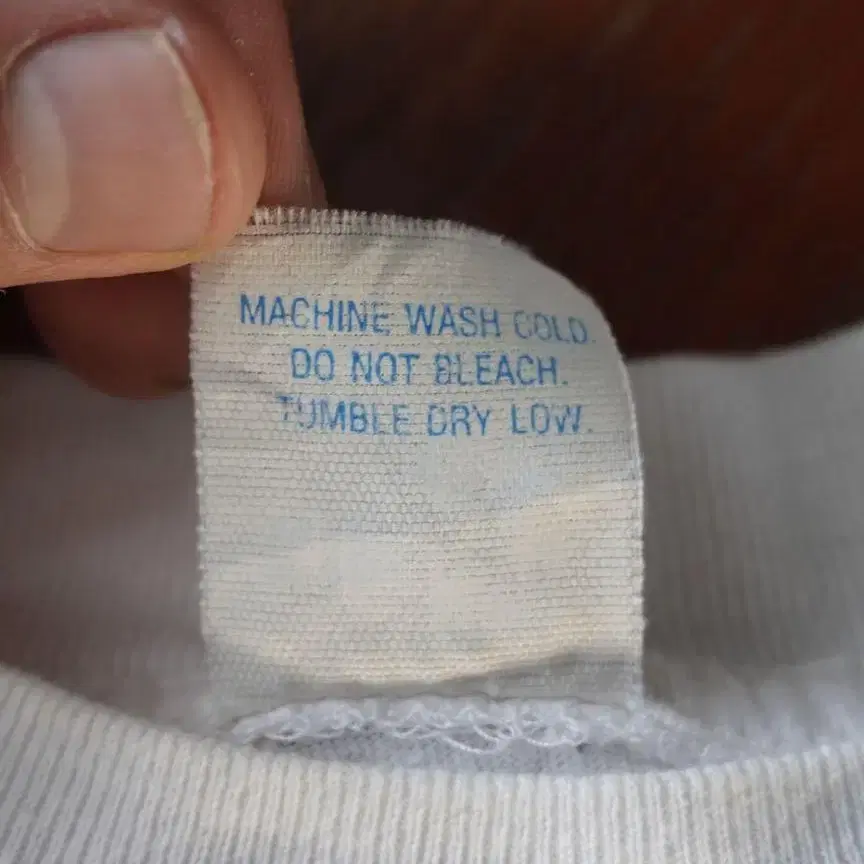 MACHINE WASH COLD.
DO NOT BLEACH.
TUMBLE DRY LOW.